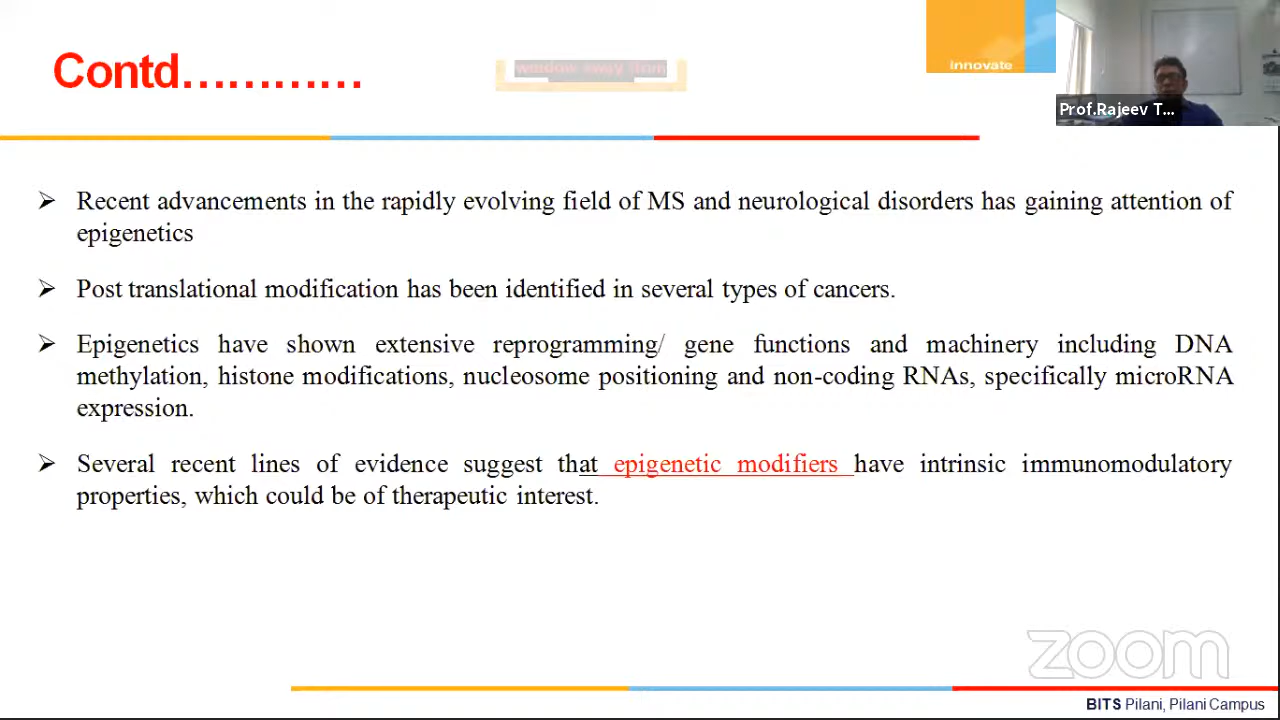 Contd…………
window away from
innovate
Prof.Rajeev T...
➢ Recent advancements in the rapidly evolving field of MS and neurological disorders has gaining attention of
epigenetics
➢ Post translational modification has been identified in several types of cancers.
➢ Epigenetics have shown extensive reprogramming/ gene functions and machinery including DNA
methylation, histone modifications, nucleosome positioning and non-coding RNAs, specifically microRNA
expression.
➢ Several recent lines of evidence suggest that epigenetic modifiers have intrinsic immunomodulatory
properties, which could be of therapeutic interest.
zoom
BITS Pilani, Pilani Campus